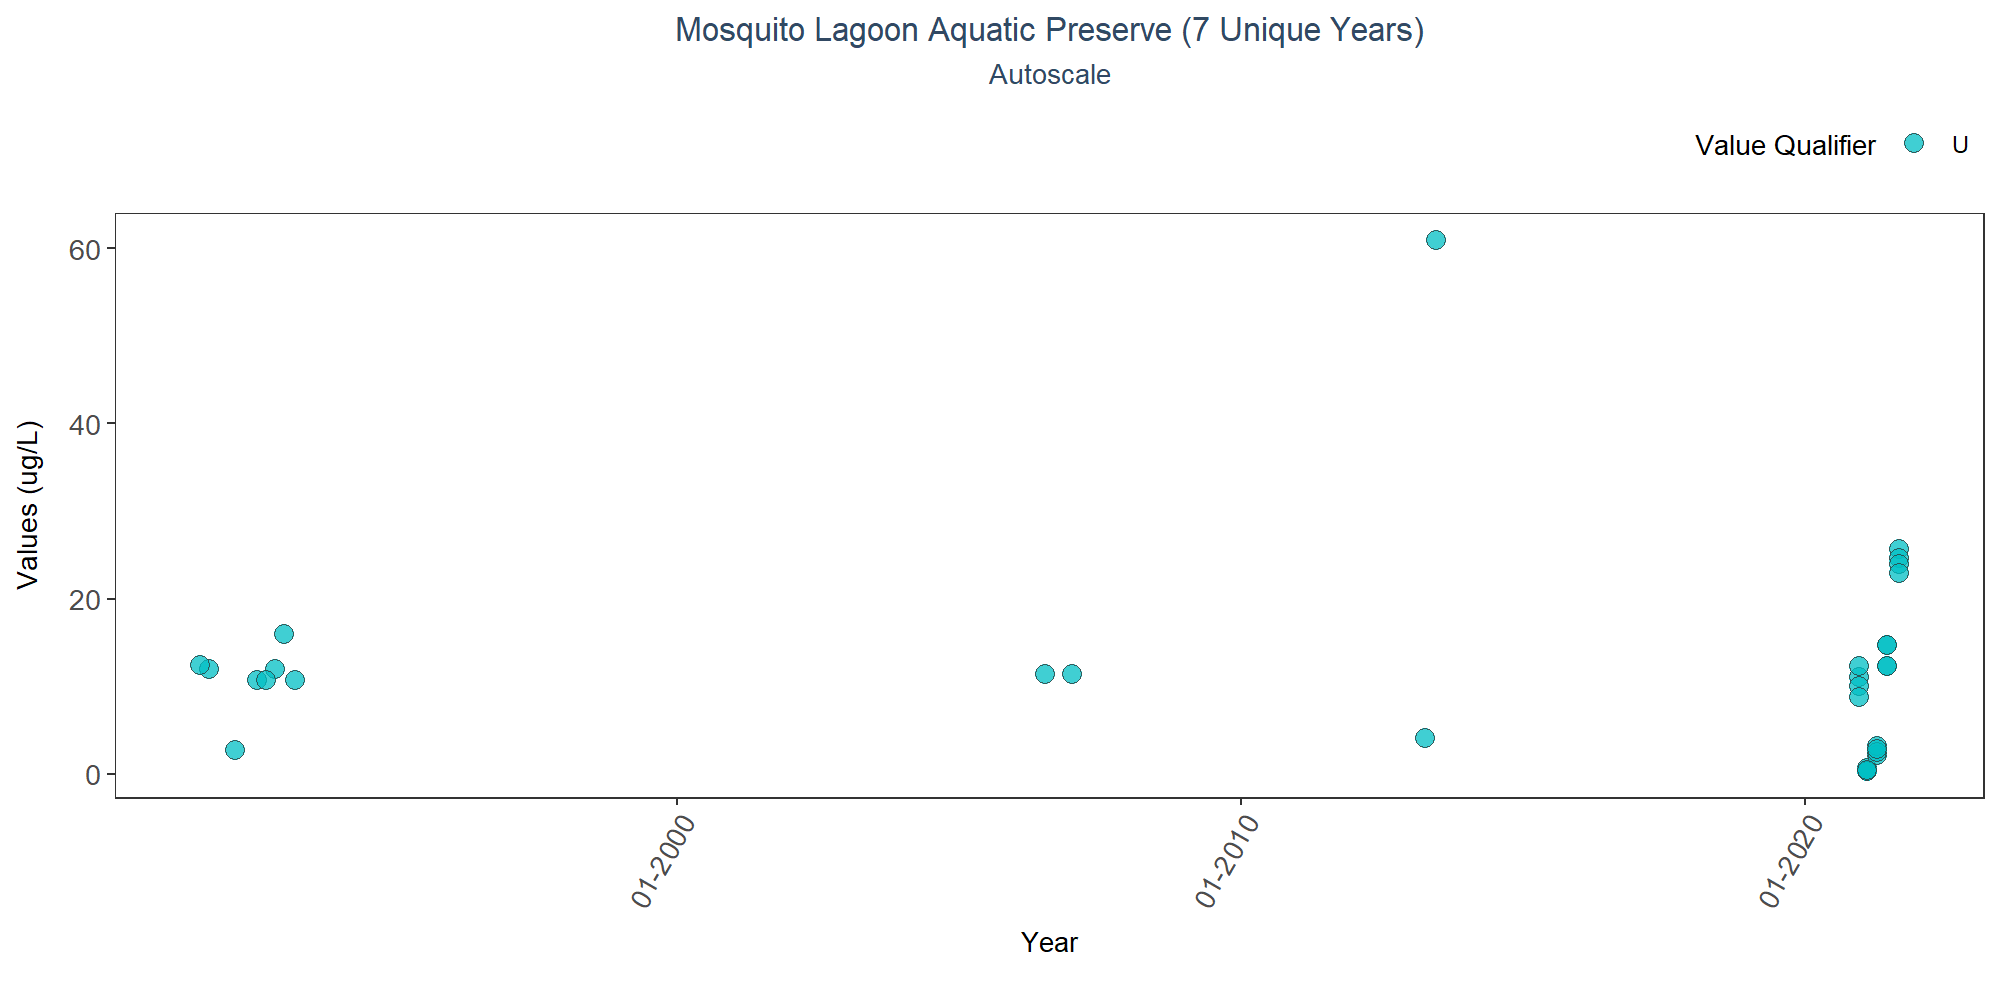 Mosquito Lagoon Aquatic Preserve (7 Unique Years)
Autoscale
Value Qualifier U
60
40
20
0
Values (ug/L)
01-2000
01-2010
01-2020
Year